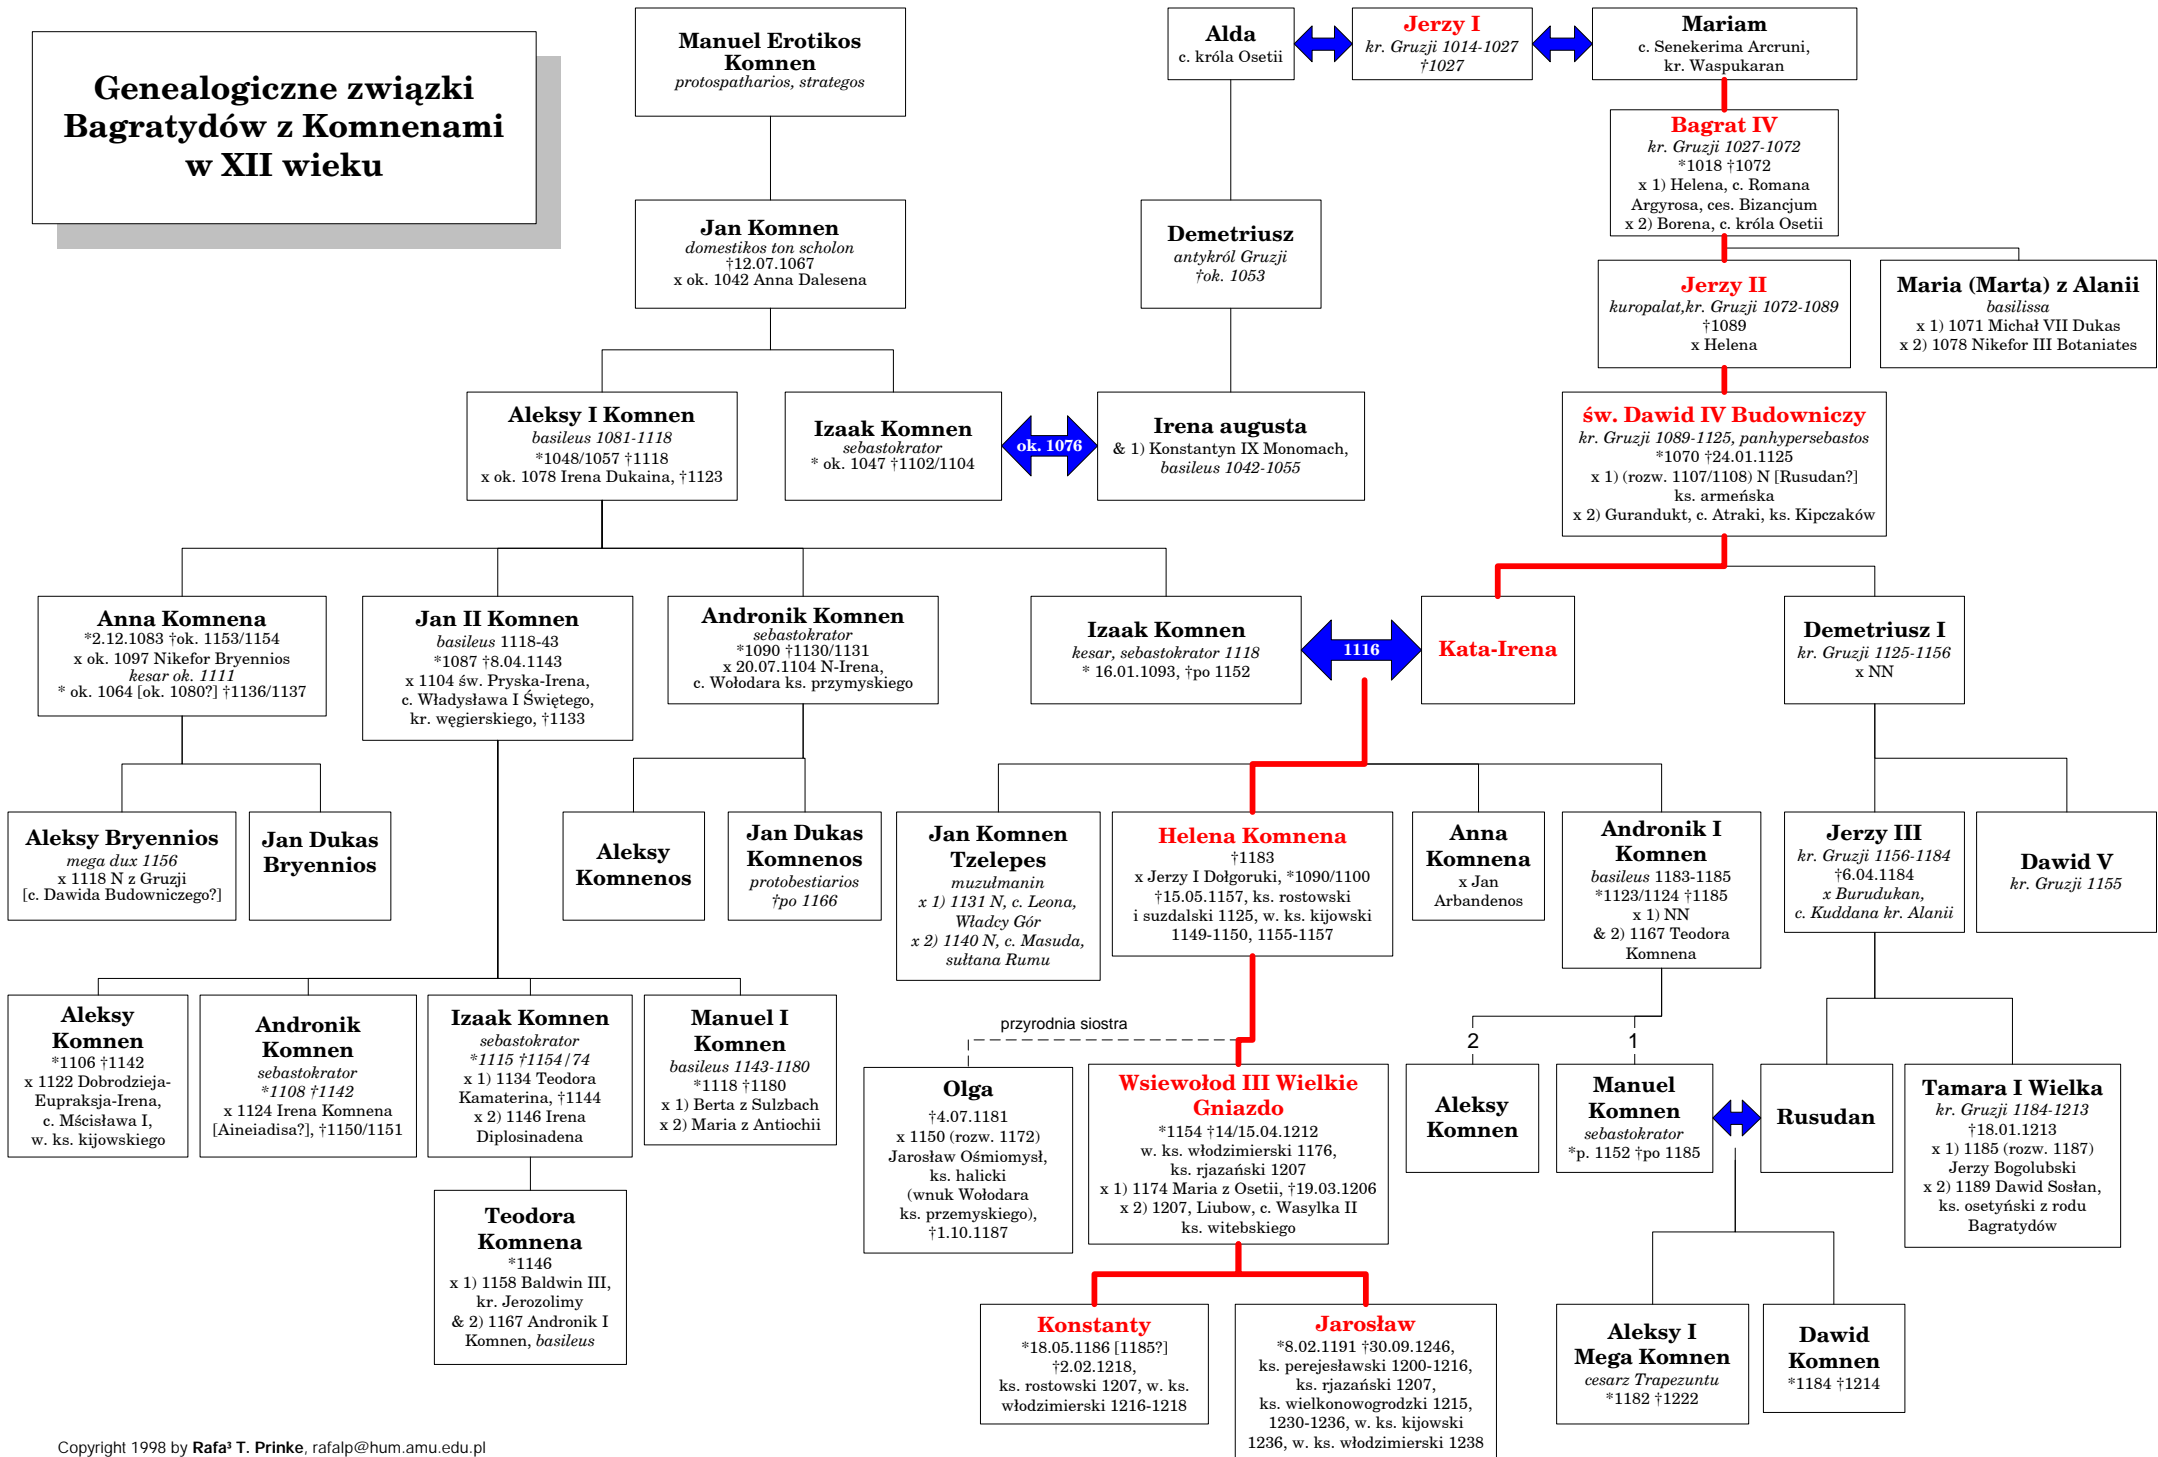 Genealogiczne związki
Bagratydów z Komnenami
w XII wieku
Manuel Erotikos
Komnen
protospatharios, strategos
Alda
c. króla Osetii
Jerzy I
kr. Gruzji 1014-1027
†1027
Mariam
c. Senekerima Arcruni,
kr. Waspukaran
Bagrat IV
kr. Gruzji 1027-1072
*1018 †1072
x 1) Helena, c. Romana
Argyrosa, ces. Bizancjum
x 2) Borena, c. króla Osetii
Jan Komnen
domestikos ton scholon
†12.07.1067
x ok. 1042 Anna Dalesena
Demetriusz
antykról Gruzji
†ok. 1053
Jerzy II
kuropalat,kr. Gruzji 1072-1089
†1089
x Helena
Maria (Marta) z Alanii
basilissa
x 1) 1071 Michał VII Dukas
x 2) 1078 Nikefor III Botaniates
Aleksy I Komnen
basileus 1081-1118
*1048/1057 †1118
x ok. 1078 Irena Dukaina, †1123
Izaak Komnen
sebastokrator
* ok. 1047 †1102/1104
ok. 1076
Irena augusta
& 1) Konstantyn IX Monomach,
basileus 1042-1055
św. Dawid IV Budowniczy
kr. Gruzji 1089-1125, panhypersebastos
*1070 †24.01.1125
x 1) (rozw. 1107/1108) N [Rusudan?]
ks. armeńska
x 2) Gurandukt, c. Atraki, ks. Kipczaków
Anna Komnena
*2.12.1083 †ok. 1153/1154
x ok. 1097 Nikefor Bryennios
kesar ok. 1111
* ok. 1064 [ok. 1080?] †1136/1137
Jan II Komnen
basileus 1118-43
*1087 †8.04.1143
x 1104 św. Pryska-Irena,
c. Władysława I Świętego,
kr. węgierskiego, †1133
Andronik Komnen
sebastokrator
*1090 †1130/1131
x 20.07.1104 N-Irena,
c. Wołodara ks. przymyskiego
Izaak Komnen
kesar, sebastokrator 1118
* 16.01.1093, †po 1152
1116
Kata-Irena
Demetriusz I
kr. Gruzji 1125-1156
x NN
Aleksy Bryennios
mega dux 1156
x 1118 N z Gruzji
[c. Dawida Budowniczego?]
Jan Dukas
Bryennios
Aleksy
Komnenos
Jan Dukas
Komnenos
protobestiarios
†po 1166
Jan Komnen
Tzelepes
muzułmanin
x 1) 1131 N, c. Leona,
Władcy Gór
x 2) 1140 N, c. Masuda,
sułtana Rumu
Helena Komnena
†1183
x Jerzy I Dołgoruki, *1090/1100
†15.05.1157, ks. rostowski
i suzdalski 1125, w. ks. kijowski
1149-1150, 1155-1157
Anna
Komnena
x Jan
Arbandenos
Andronik I
Komnen
basileus 1183-1185
*1123/1124 †1185
x 1) NN
& 2) 1167 Teodora
Komnena
Jerzy III
kr. Gruzji 1156-1184
†6.04.1184
x Burudukan,
c. Kuddana kr. Alanii
Dawid V
kr. Gruzji 1155
Aleksy
Komnen
*1106 †1142
x 1122 Dobrodzieja-
Eupraksja-Irena,
c. Mścisława I,
w. ks. kijowskiego
Andronik
Komnen
sebastokrator
*1108 †1142
x 1124 Irena Komnena
[Aineiadisa?], †1150/1151
Izaak Komnen
sebastokrator
*1115 †1154/74
x 1) 1134 Teodora
Kamaterina, †1144
x 2) 1146 Irena
Diplosinadena
Manuel I
Komnen
basileus 1143-1180
*1118 †1180
x 1) Berta z Sulzbach
x 2) Maria z Antiochii
przyrodnia siostra
Olga
†4.07.1181
x 1150 (rozw. 1172)
Jarosław Ośmiomysł,
ks. halicki
(wnuk Wołodara
ks. przemyskiego),
†1.10.1187
Wsiewołod III Wielkie
Gniazdo
*1154 †14/15.04.1212
w. ks. włodzimierski 1176,
ks. rjazański 1207
x 1) 1174 Maria z Osetii, †19.03.1206
x 2) 1207, Liubow, c. Wasylka II
ks. witebskiego
2
1
Aleksy
Komnen
Manuel
Komnen
sebastokrator
*p. 1152 †po 1185
Rusudan
Tamara I Wielka
kr. Gruzji 1184-1213
†18.01.1213
x 1) 1185 (rozw. 1187)
Jerzy Bogolubski
x 2) 1189 Dawid Sosłan,
ks. osetyński z rodu
Bagratydów
Teodora
Komnena
*1146
x 1) 1158 Baldwin III,
kr. Jerozolimy
& 2) 1167 Andronik I
Komnen, basileus
Konstanty
*18.05.1186 [1185?]
†2.02.1218,
ks. rostowski 1207, w. ks.
włodzimierski 1216-1218
Jarosław
*8.02.1191 †30.09.1246,
ks. perejesławski 1200-1216,
ks. rjazański 1207,
ks. wielkonowogrodzki 1215,
1230-1236, w. ks. kijowski
1236, w. ks. włodzimierski 1238
Aleksy I
Mega Komnen
cesarz Trapezuntu
*1182 †1222
Dawid
Komnen
*1184 †1214
Copyright 1998 by Rafa³ T. Prinke, rafalp@hum.amu.edu.pl